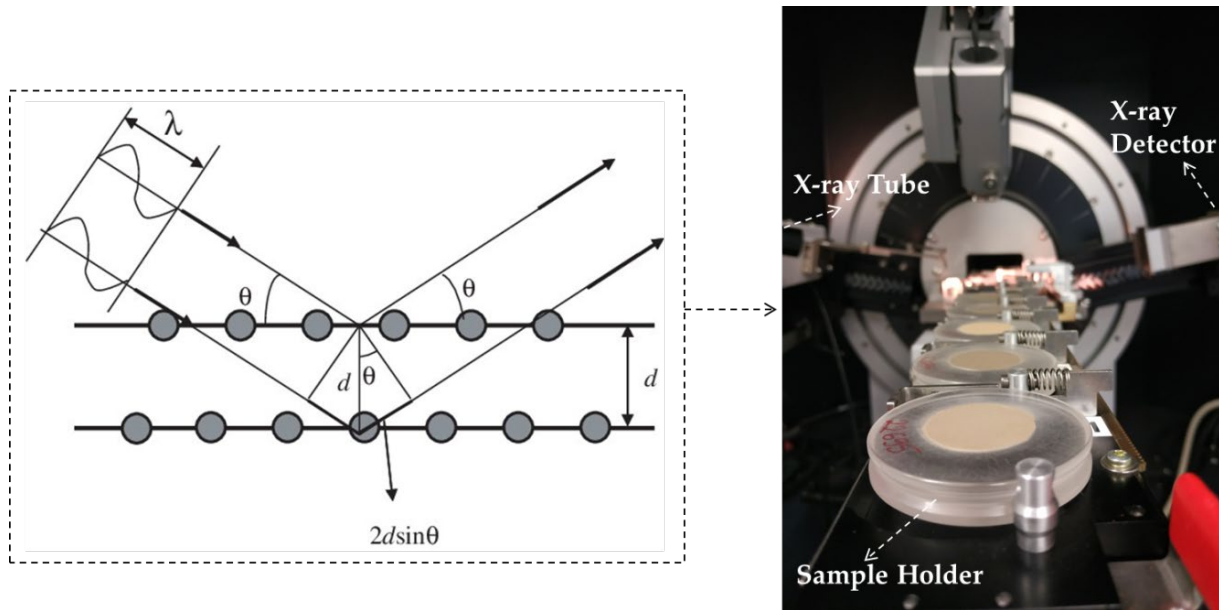 λ
θ
θ
d
θ
d
2dsinθ
X-ray
Detector
X-ray Tube
Sample Holder